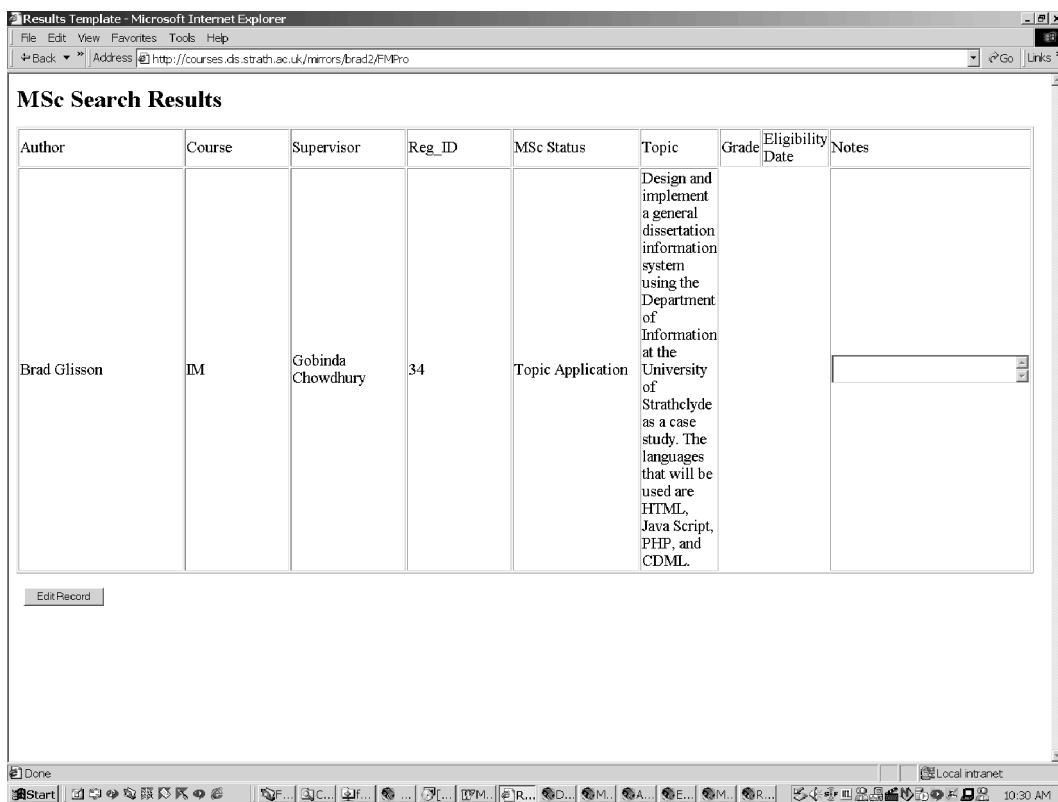 Results Template - Microsoft Internet Explorer
File Edit View Favorites Tools Help
Back » Address http://courses.dis.strath.ac.uk/mirrors/brad2/FMPro Go Links »
MSc Search Results
Author Course Supervisor Reg_ID MSc Status Topic Grade Eligibility Date Notes
Brad Glisson IM Gobinda Chowdhury 34 Topic Application
Design and
implement
a general
dissertation
information
system
using the
Department
of
Information
at the
University
of
Strathclyde
as a case
study. The
languages
that will be
used are
HTML,
Java Script,
PHP, and
CDML.
Edit Record
Done Local intranet
Start F... C... f... ... [... M.. R... D... M.. A... E... M.. R... 10:30 AM